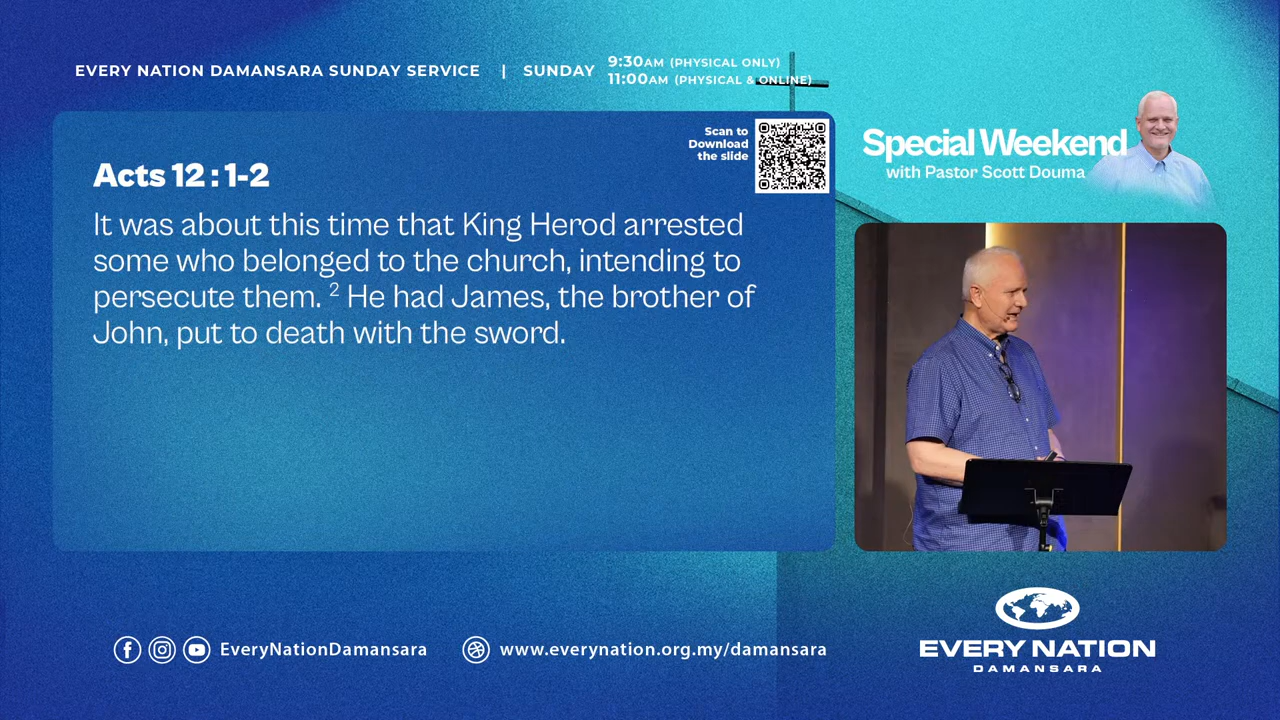 EVERY NATION DAMANSARA SUNDAY SERVICE | SUNDAY 9:30AM (PHYSICAL ONLY)
11:00AM (PHYSICAL & ONLINE)
Scan to
Download
the slide
Special Weekend
with Pastor Scott Douma
Acts 12 : 1-2
It was about this time that King Herod arrested
some who belonged to the church, intending to
persecute them. ² He had James, the brother of
John, put to death with the sword.
EveryNationDamansara www.everynation.org.my/damansara
EVERY NATION
DAMANSARA